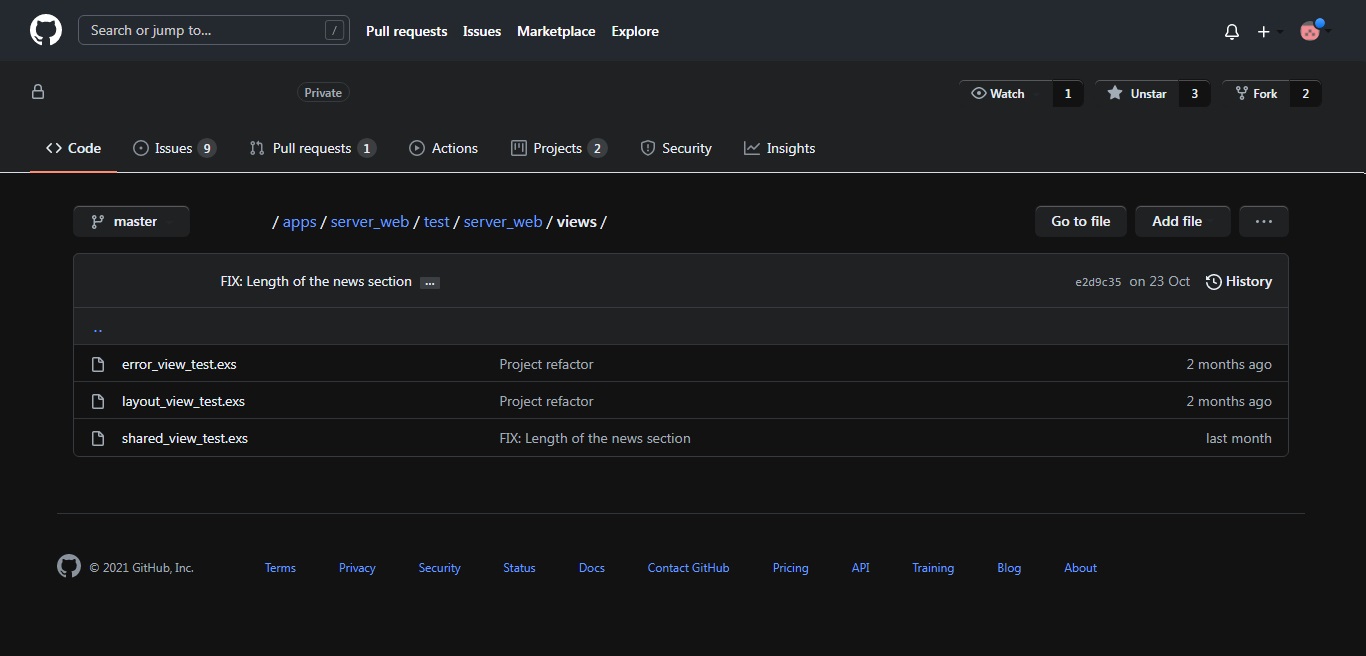 Search or jump to... / Pull requests Issues Marketplace Explore
Private Watch 1 Unstar 3 Fork 2
Code Issues 9 Pull requests 1 Actions Projects 2 Security Insights
master / apps / server_web / test / server_web / views / Go to file Add file ...
FIX: Length of the news section ... e2d9c35 on 23 Oct History
..
error_view_test.exs Project refactor 2 months ago
layout_view_test.exs Project refactor 2 months ago
shared_view_test.exs FIX: Length of the news section last month
© 2021 GitHub, Inc. Terms Privacy Security Status Docs Contact GitHub Pricing API Training Blog About